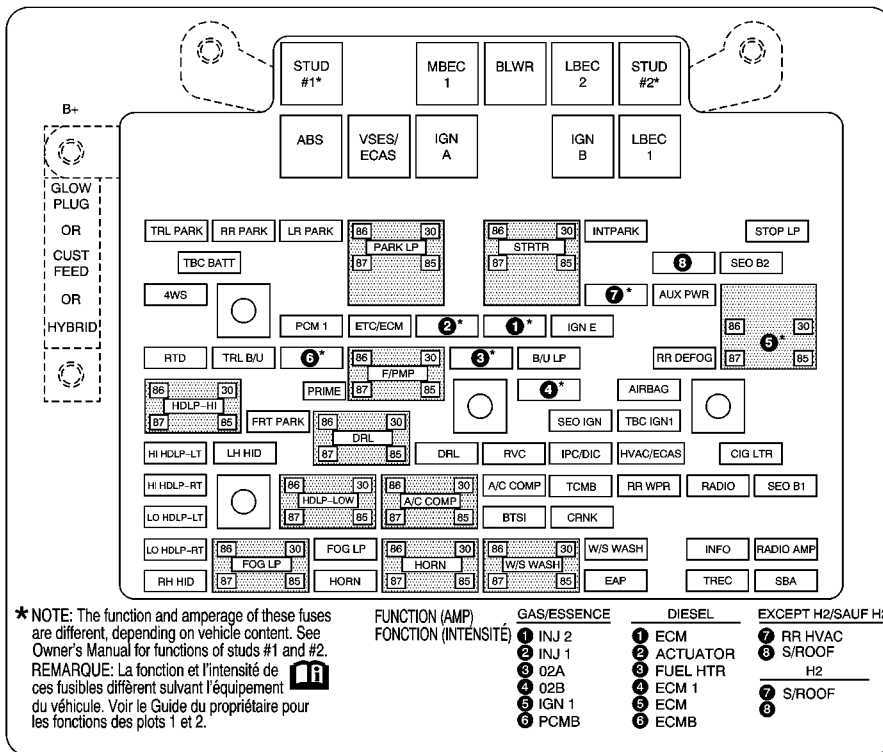 STUD #1*
MBEC 1
BLWR
LBEC 2
STUD #2*
B+
ABS
VSES/ECAS
IGN A
IGN B
LBEC 1
GLOW PLUG
OR
CUST FEED
OR
HYBRID
TRL PARK
RR PARK
LR PARK
86 30
PARK LP
87 85
86 30
STRTR
87 85
INTPARK
STOP LP
TBC BATT
8
SEO B2
4WS
7*
AUX PWR
PCM 1
ETC/ECM
2*
1*
IGN E
86 30
5*
87 85
RTD
TRL B/U
6*
86 30
F/PMP
87 85
3*
B/U LP
RR DEFOG
PRIME
4*
AIRBAG
86 30
HDLP-HI
87 85
FRT PARK
86 30
DRL
87 85
SEO IGN
TBC IGN1
HI HDLP-LT
LH HID
DRL
RVC
IPC/DIC
HVAC/ECAS
CIG LTR
HI HDLP-RT
86 30
HDLP-LOW
87 85
86 30
A/C COMP
87 85
A/C COMP
TCMB
RR WPR
RADIO
SEO B1
LO HDLP-LT
BTSI
CRNK
LO HDLP-RT
86 30
FOG LP
87 85
FOG LP
86 30
HORN
87 85
86 30
W/S WASH
87 85
W/S WASH
INFO
RADIO AMP
RH HID
HORN
EAP
TREC
SBA
* NOTE: The function and amperage of these fuses
are different, depending on vehicle content. See
Owner's Manual for functions of studs #1 and #2.
REMARQUE: La fonction et l'intensité de
ces fusibles diffèrent sulvant l'équipement
du véhicule. Voir le Guide du propriétaire pour
les fonctions des plots 1 et 2.
FUNCTION (AMP)
FONCTION (INTENSITÉ)
GAS/ESSENCE
1 INJ 2
2 INJ 1
3 02A
4 02B
5 IGN 1
6 PCMB
DIESEL
1 ECM
2 ACTUATOR
3 FUEL HTR
4 ECM 1
5 ECM
6 ECMB
EXCEPT H2/SAUF H2
7 RR HVAC
8 S/ROOF
H2
7 S/ROOF
8